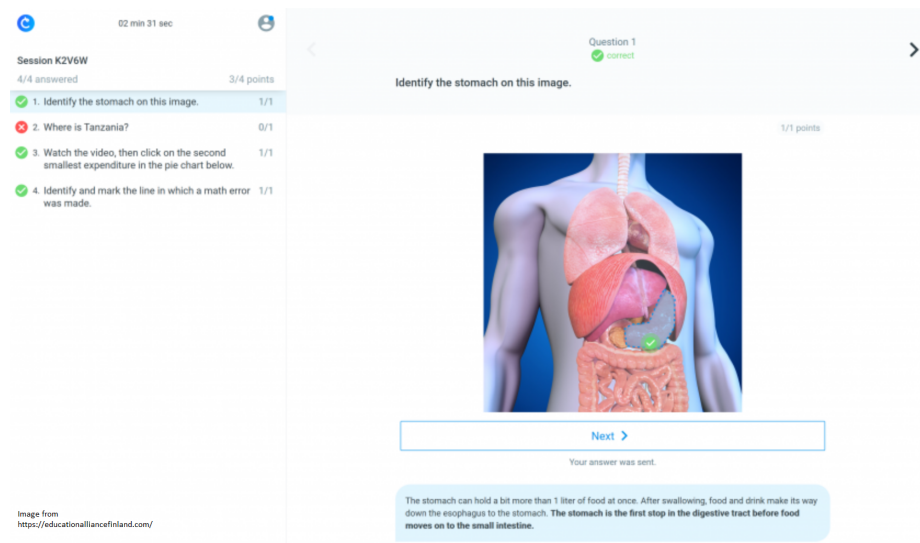 02 min 31 sec
Session K2V6W
4/4 answered 3/4 points
1. Identify the stomach on this image. 1/1
2. Where is Tanzania? 0/1
3. Watch the video, then click on the second 1/1
smallest expenditure in the pie chart below.
4. Identify and mark the line in which a math error 1/1
was made.
Image from
https://educationalliancefinland.com/
Question 1
correct
Identify the stomach on this image.
1/1 points
Next
Your answer was sent.
The stomach can hold a bit more than 1 liter of food at once. After swallowing, food and drink make its way
down the esophagus to the stomach. The stomach is the first stop in the digestive tract before food
moves on to the small intestine.